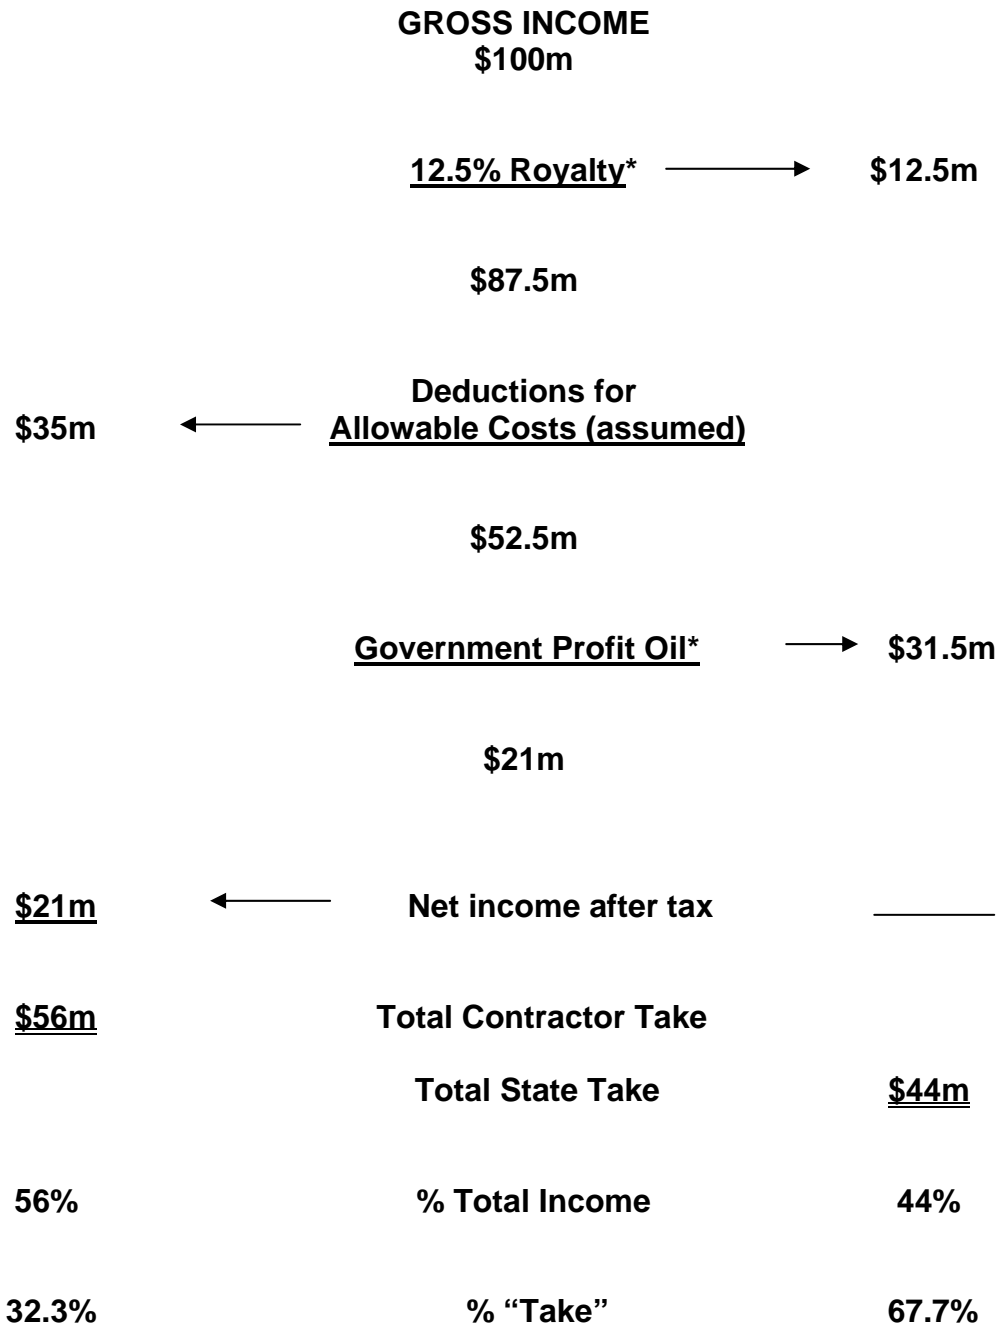 GROSS INCOME
$100m
12.5% Royalty* $12.5m
$87.5m
Deductions for
$35m Allowable Costs (assumed)
$52.5m
Government Profit Oil* $31.5m
$21m
$21m Net income after tax
$56m Total Contractor Take
Total State Take $44m
56% % Total Income 44%
32.3% % “Take” 67.7%